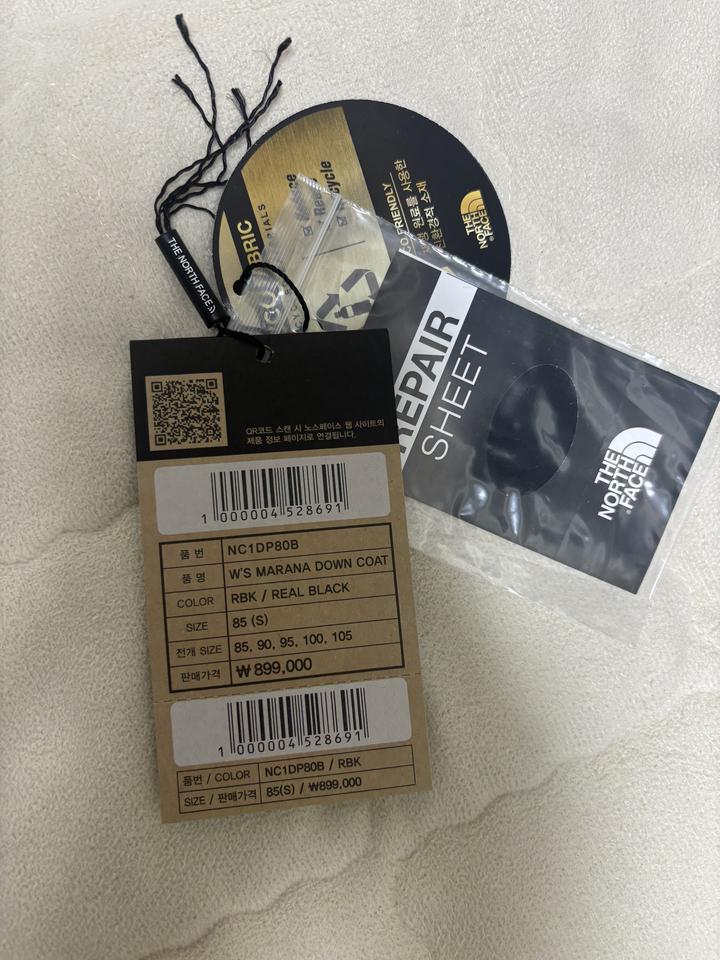 THE NORTH FACE
BRIC
IALS
Recycle
CO FRIENDLY
원료를 사용한
친환경적 소재
THE
NORTH
FACE
REPAIR
SHEET
THE
NORTH
FACE
QR코드 스캔 시 노스페이스 웹 사이트의
제품 정보 페이지로 연결됩니다.
1 000004 528691
품 번 NC1DP80B
품 명 W'S MARANA DOWN COAT
COLOR RBK / REAL BLACK
SIZE 85 (S)
전개 SIZE 85, 90, 95, 100, 105
판매가격 ₩899,000
1 000004 528691
품번 / COLOR NC1DP80B / RBK
SIZE / 판매가격 85(S) / ₩899,000